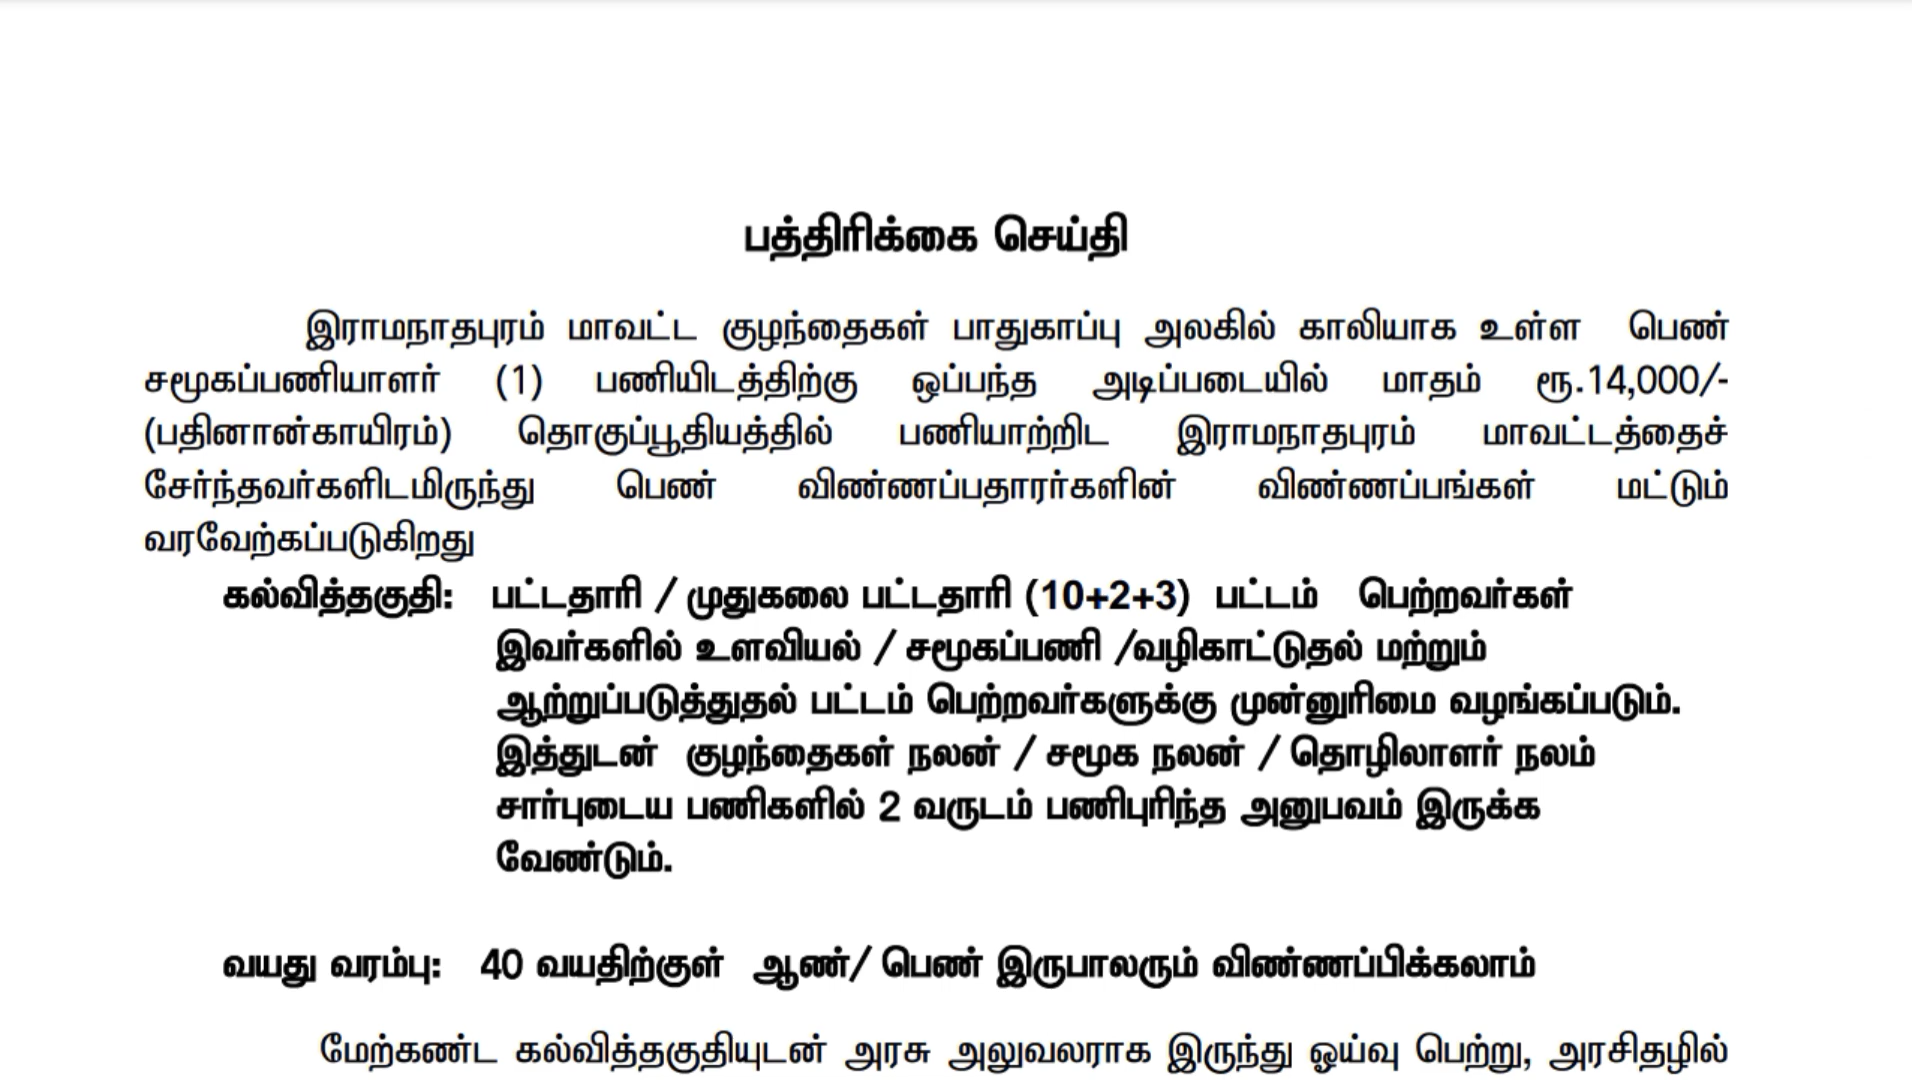 பத்திரிக்கை செய்தி
இராமநாதபுரம் மாவட்ட குழந்தைகள் பாதுகாப்பு அலகில் காலியாக உள்ள பெண்
சமூகப்பணியாளர் (1) பணியிடத்திற்கு ஒப்பந்த அடிப்படையில் மாதம் ரூ.14,000/-
(பதினான்காயிரம்) தொகுப்பூதியத்தில் பணியாற்றிட இராமநாதபுரம் மாவட்டத்தைச்
சேர்ந்தவர்களிடமிருந்து பெண் விண்ணப்பதாரர்களின் விண்ணப்பங்கள் மட்டும்
வரவேற்கப்படுகிறது
கல்வித்தகுதி: பட்டதாரி / முதுகலை பட்டதாரி (10+2+3) பட்டம் பெற்றவர்கள்
இவர்களில் உளவியல் / சமூகப்பணி /வழிகாட்டுதல் மற்றும்
ஆற்றுப்படுத்துதல் பட்டம் பெற்றவர்களுக்கு முன்னுரிமை வழங்கப்படும்.
இத்துடன் குழந்தைகள் நலன் / சமூக நலன் / தொழிலாளர் நலம்
சார்புடைய பணிகளில் 2 வருடம் பணிபுரிந்த அனுபவம் இருக்க
வேண்டும்.
வயது வரம்பு: 40 வயதிற்குள் ஆண்/ பெண் இருபாலரும் விண்ணப்பிக்கலாம்
மேற்கண்ட கல்வித்தகுதியுடன் அரசு அலுவலராக இருந்து ஓய்வு பெற்று, அரசிதழில்